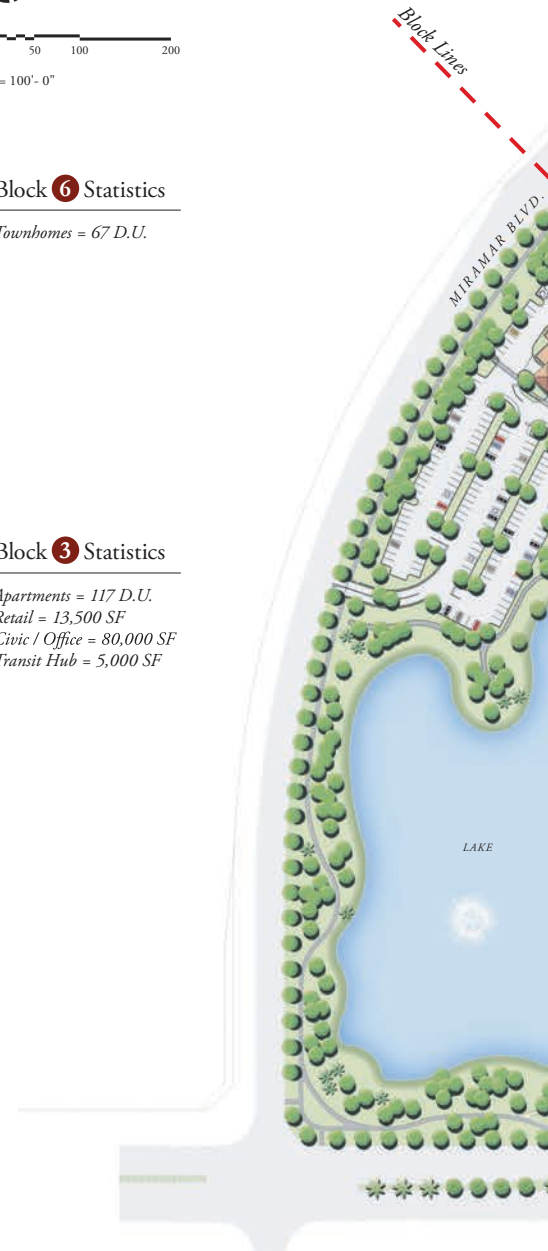 50 100 200
= 100'- 0"
Block Lines
Block 6 Statistics
Townhomes = 67 D.U.
MIRAMAR BLVD.
Block 3 Statistics
Apartments = 117 D.U.
Retail = 13,500 SF
Civic / Office = 80,000 SF
Transit Hub = 5,000 SF
LAKE